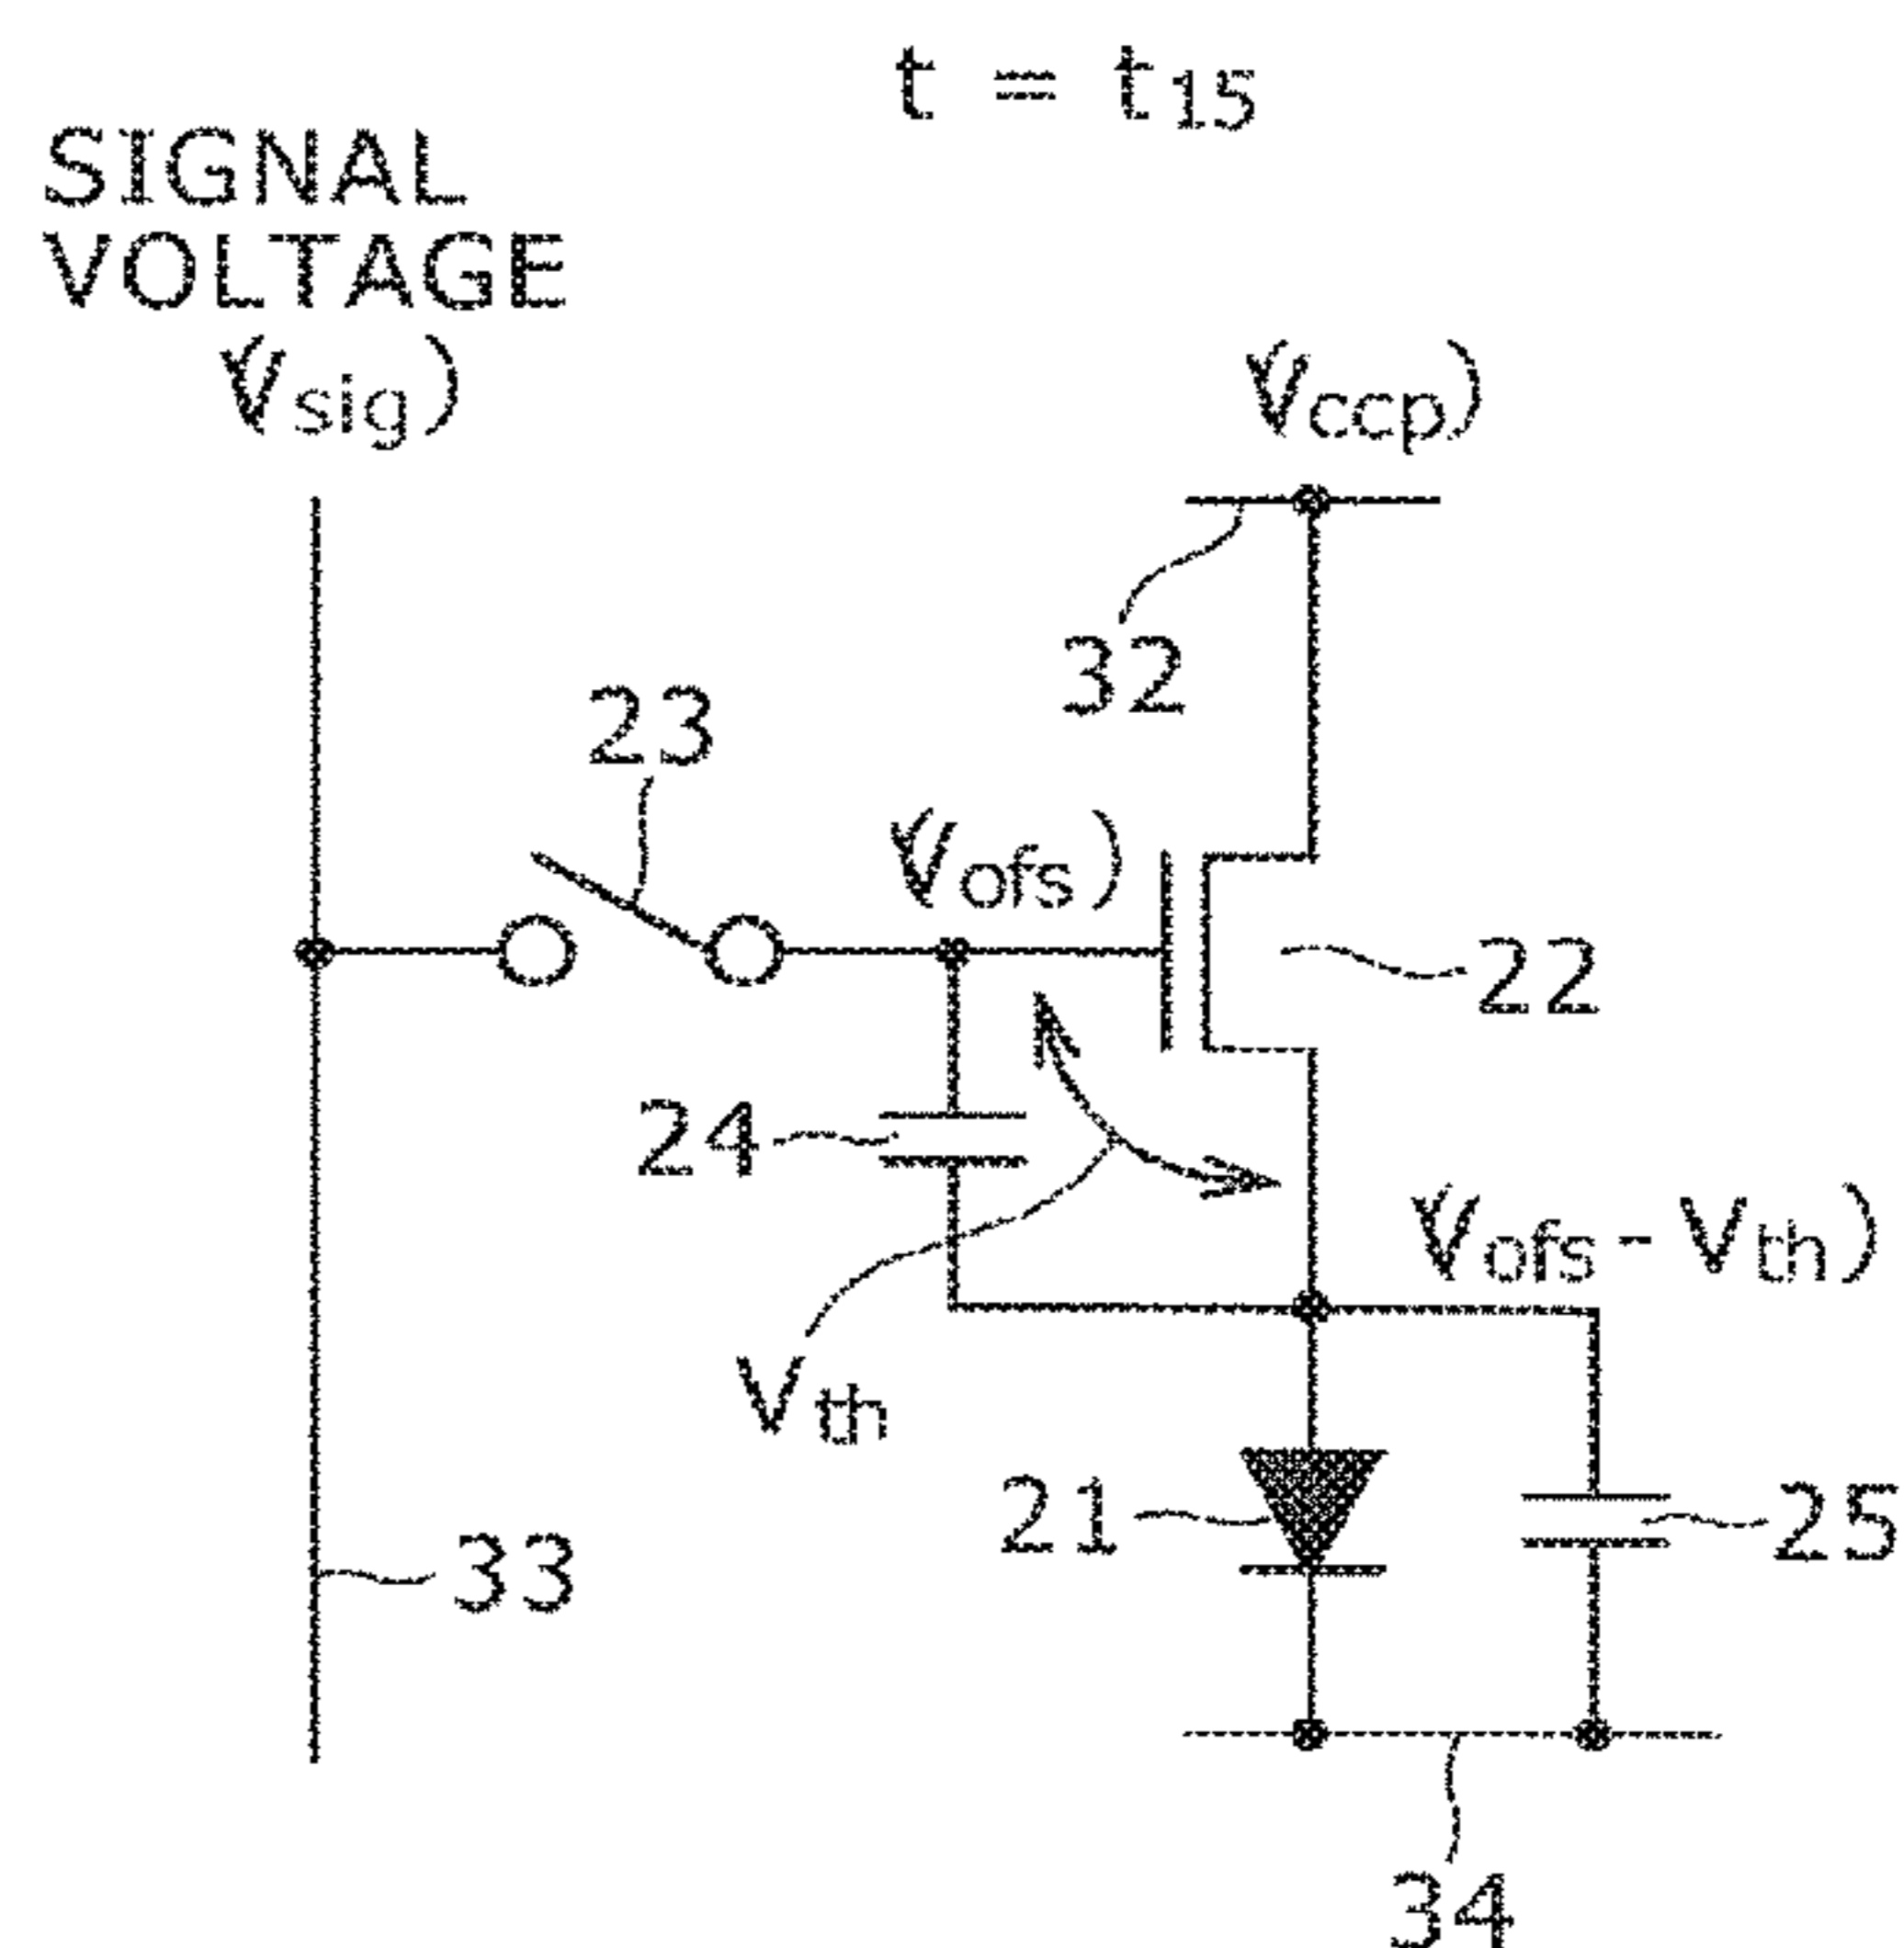 t = t15
SIGNAL
VOLTAGE
(Vsig)
(Vccp)
32
23
(Vofs)
22
24
(Vofs - Vth)
Vth
21
25
33
34